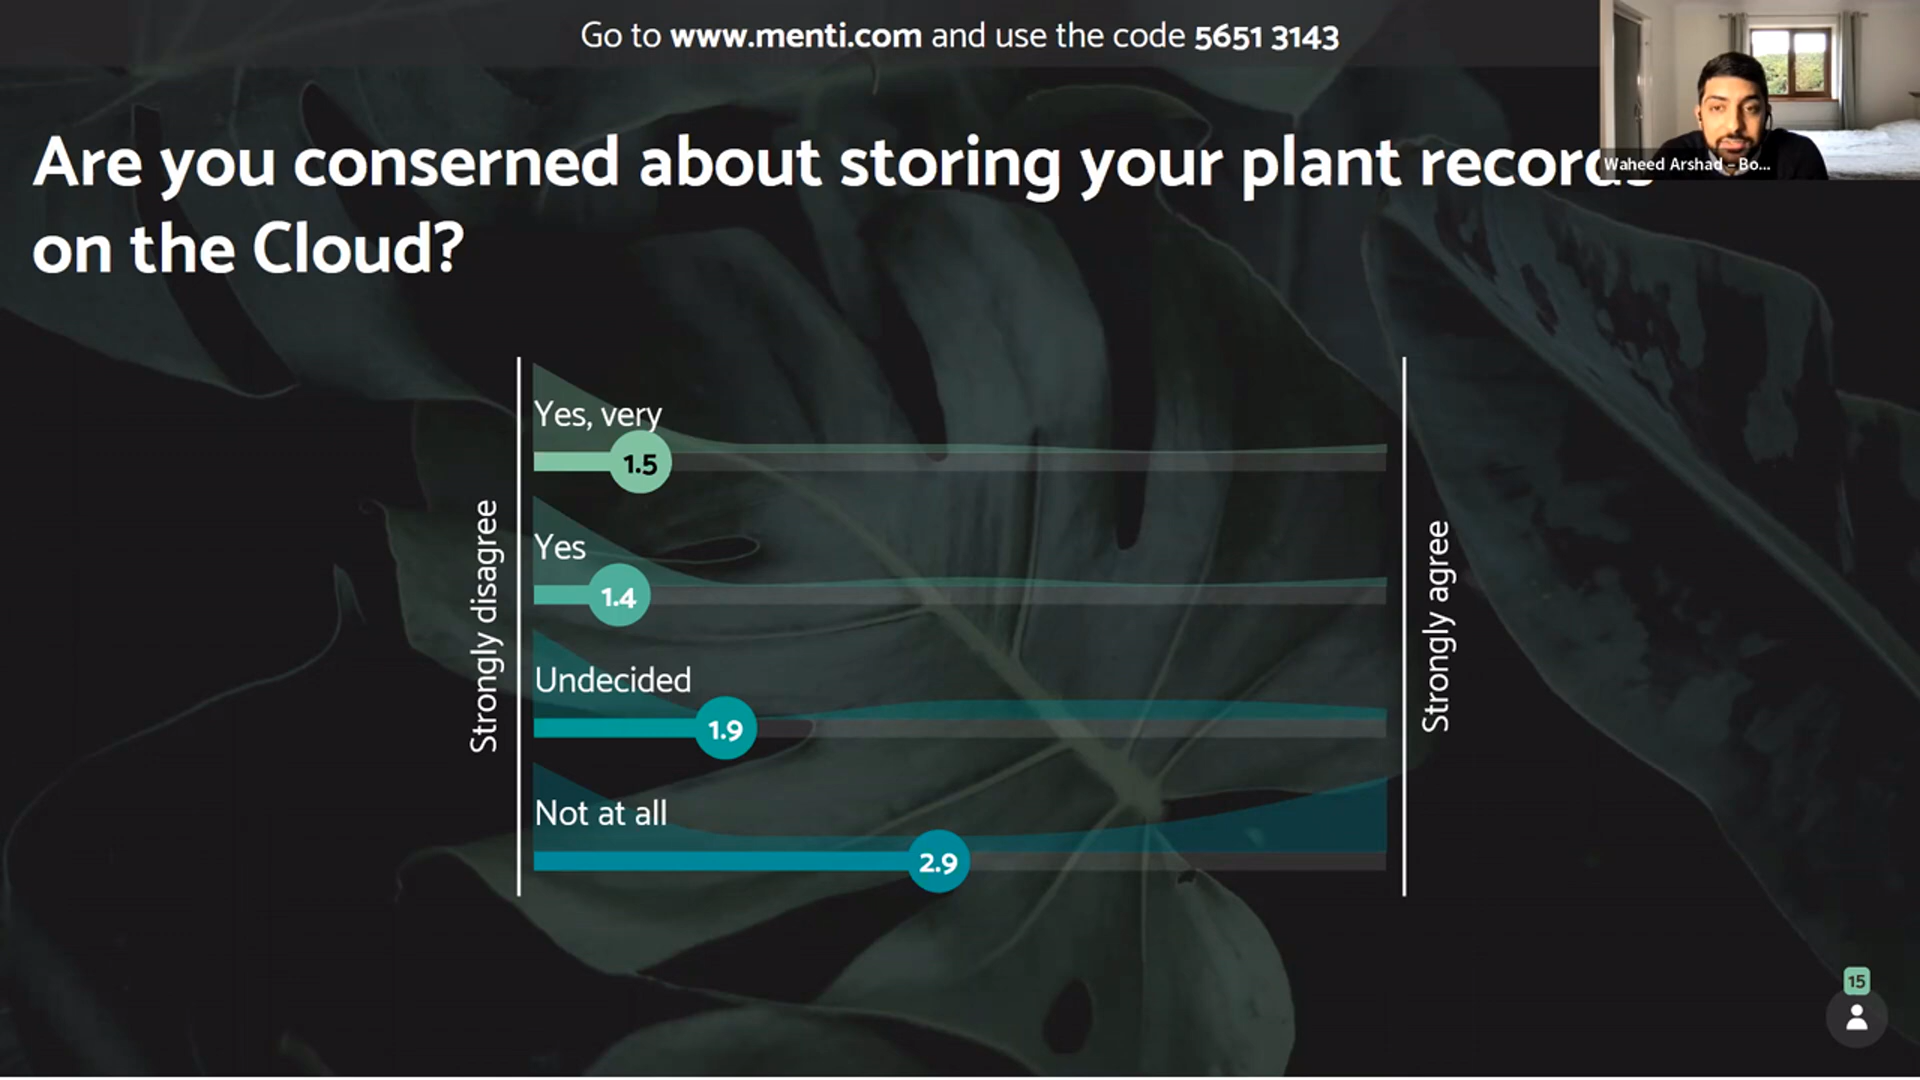 Go to www.menti.com and use the code 5651 3143
Waheed Arshad – Bo...
Are you conserned about storing your plant records
on the Cloud?
Yes, very
1.5
Yes
1.4
Undecided
1.9
Not at all
2.9
Strongly disagree
Strongly agree
15